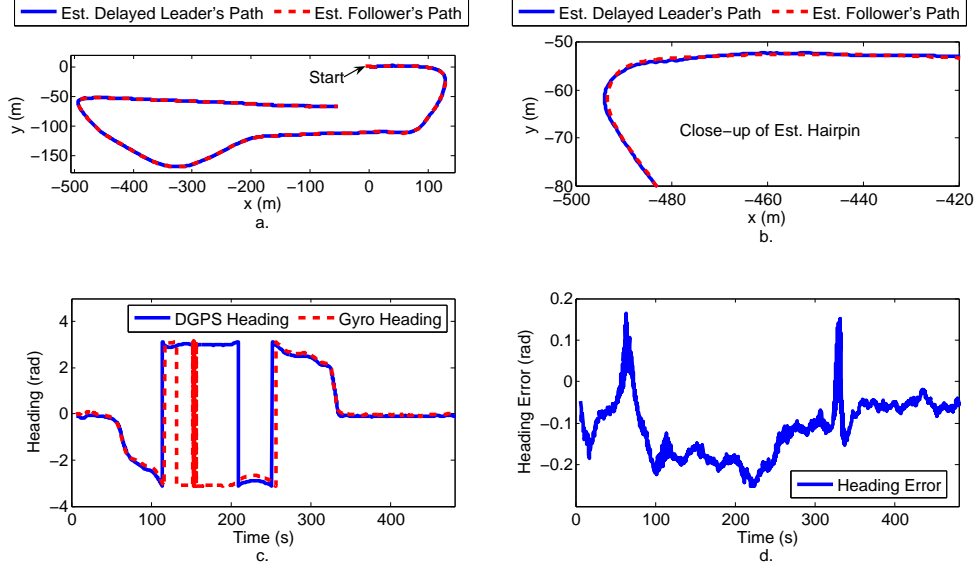 Est. Delayed Leader's Path Est. Follower's Path
Start
0
−50
−100
−150
y (m)
−500 −400 −300 −200 −100 0 100
x (m)
a.
Est. Delayed Leader's Path Est. Follower's Path
−50
−60
−70
−80
y (m)
Close−up of Est. Hairpin
−500 −480 −460 −440 −420
x (m)
b.
DGPS Heading Gyro Heading
4
2
0
−2
−4
Heading (rad)
0 100 200 300 400
Time (s)
c.
0.2
0.1
0
−0.1
−0.2
Heading Error (rad)
Heading Error
0 100 200 300 400
Time (s)
d.